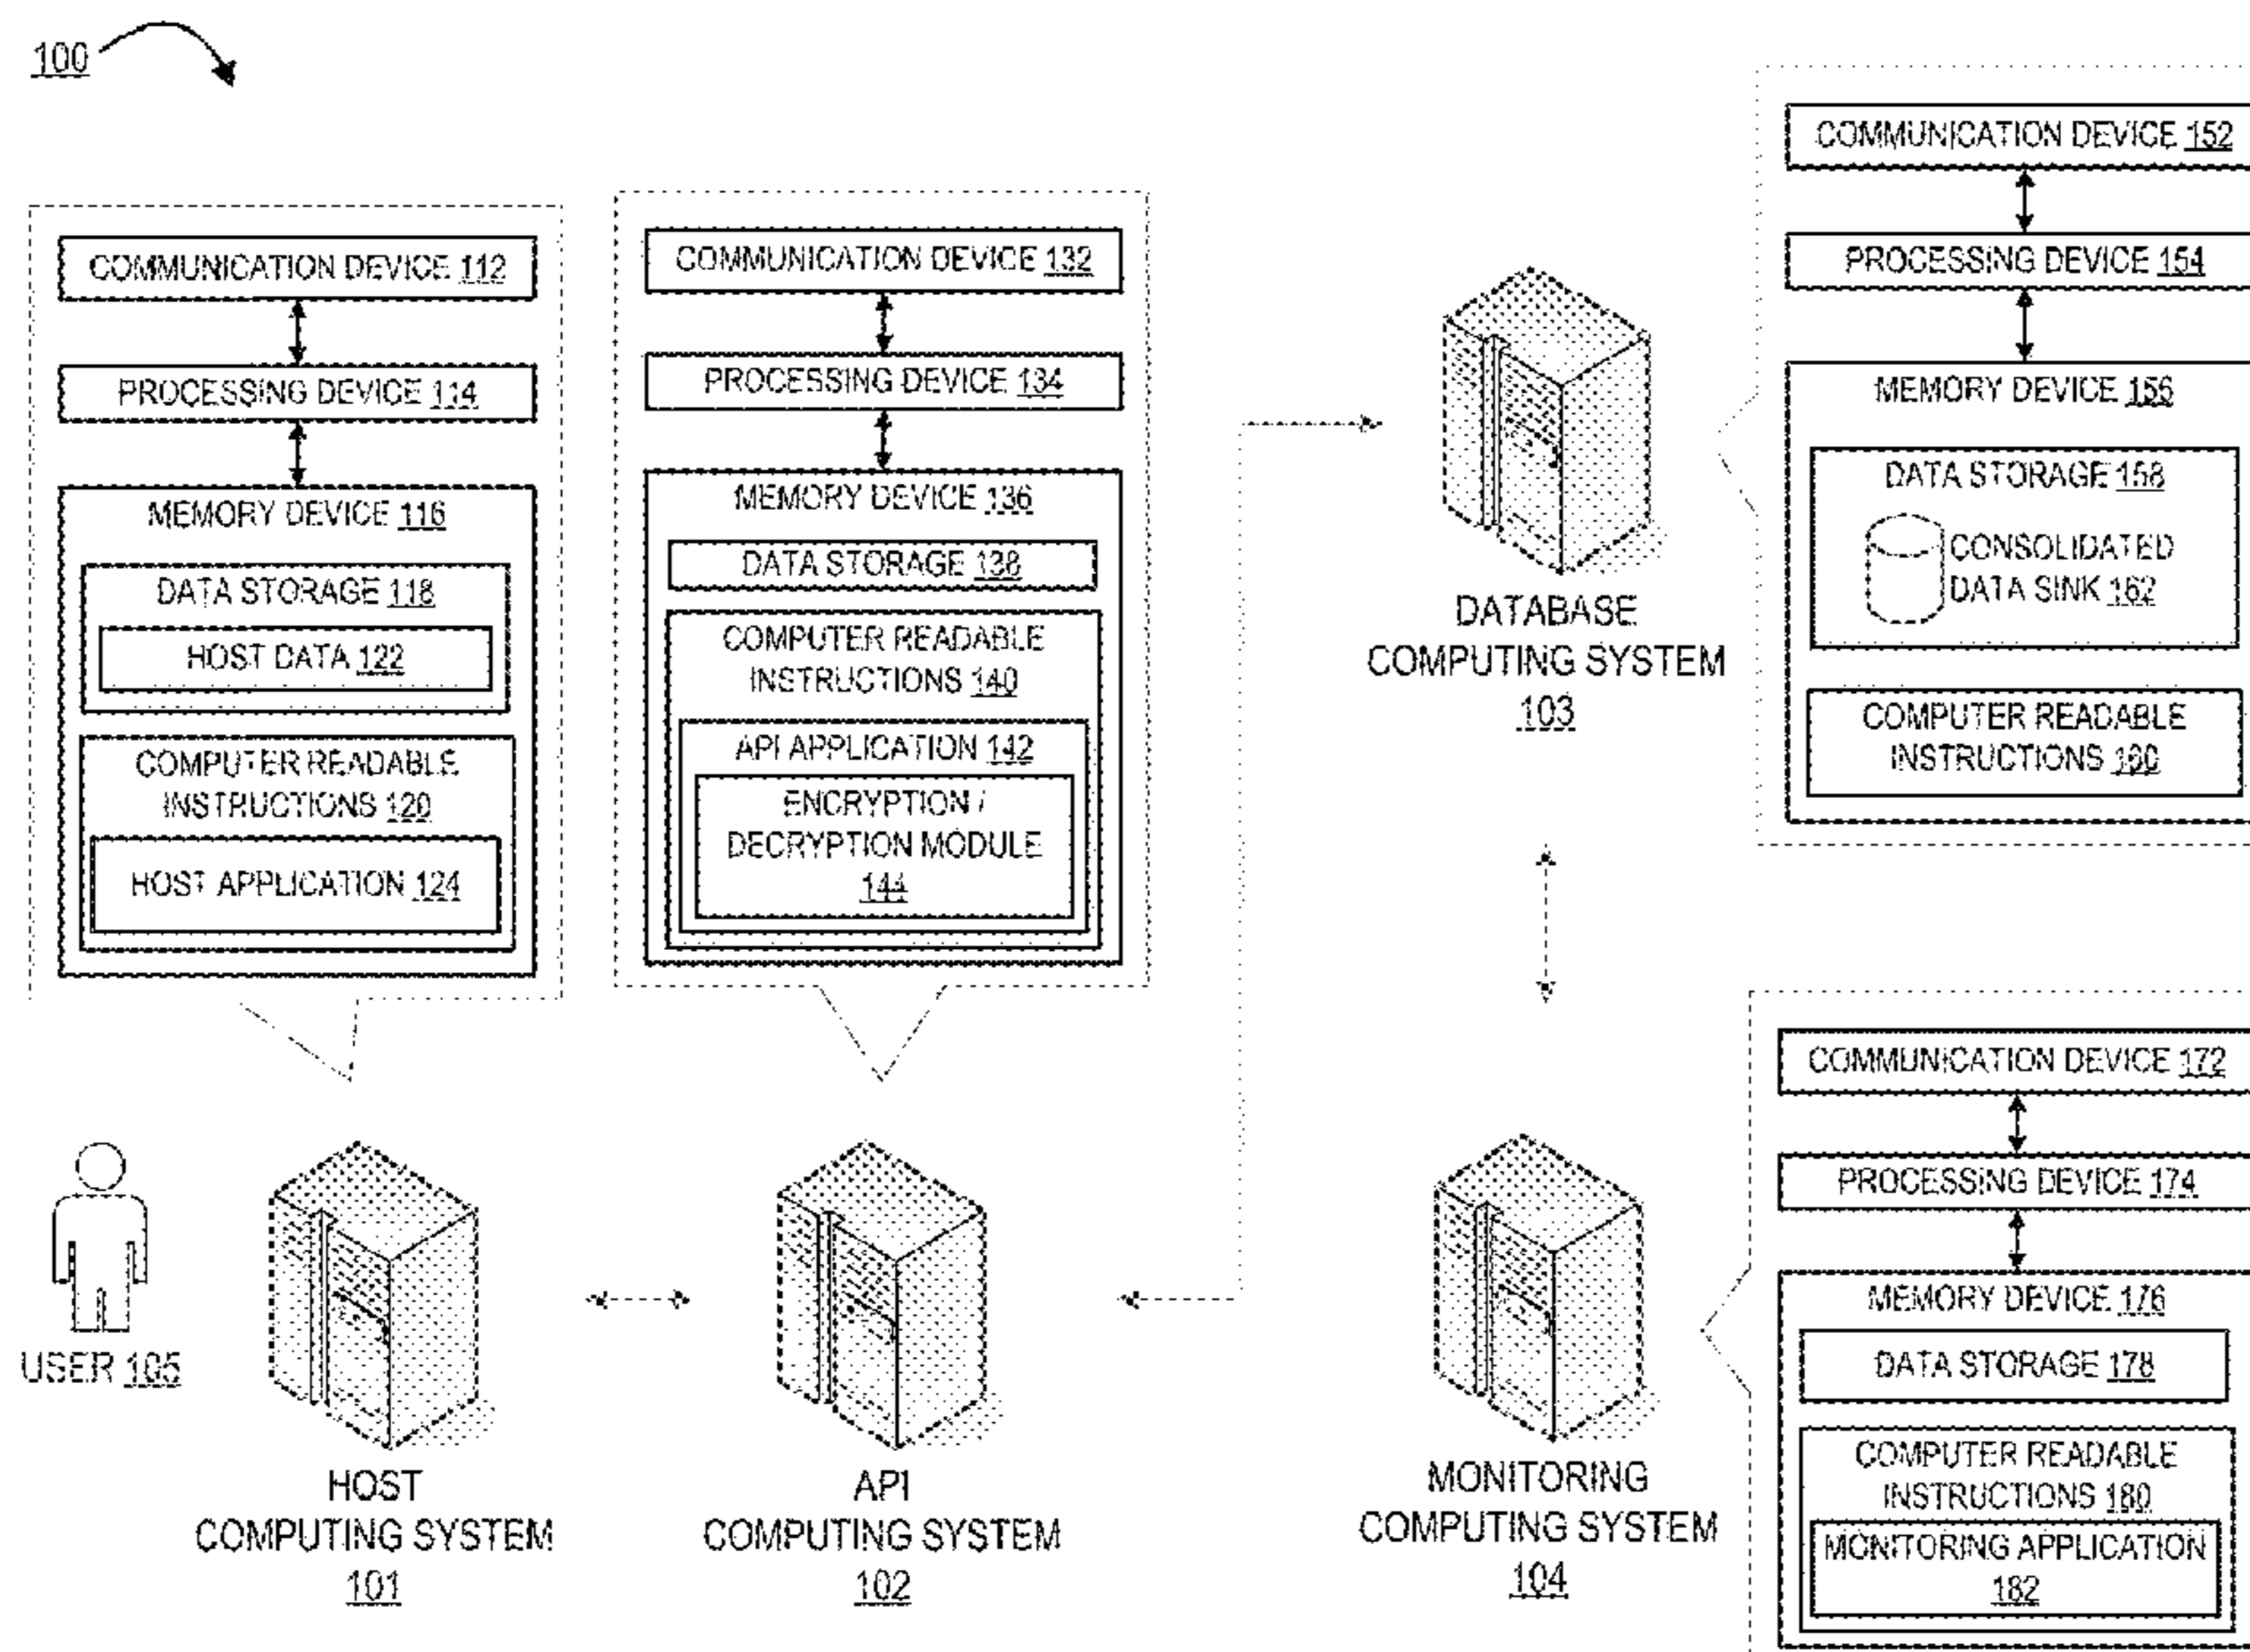 100
COMMUNICATION DEVICE 112
PROCESSING DEVICE 114
MEMORY DEVICE 116
DATA STORAGE 118
HOST DATA 122
COMPUTER READABLE
INSTRUCTIONS 120
HOST APPLICATION 124
COMMUNICATION DEVICE 132
PROCESSING DEVICE 134
MEMORY DEVICE 136
DATA STORAGE 138
COMPUTER READABLE
INSTRUCTIONS 140
API APPLICATION 142
ENCRYPTION /
DECRYPTION MODULE
144
DATABASE
COMPUTING SYSTEM
103
COMMUNICATION DEVICE 152
PROCESSING DEVICE 154
MEMORY DEVICE 156
DATA STORAGE 158
CONSOLIDATED
DATA SINK 162
COMPUTER READABLE
INSTRUCTIONS 160
USER 105
HOST
COMPUTING SYSTEM
101
API
COMPUTING SYSTEM
102
MONITORING
COMPUTING SYSTEM
104
COMMUNICATION DEVICE 172
PROCESSING DEVICE 174
MEMORY DEVICE 176
DATA STORAGE 178
COMPUTER READABLE
INSTRUCTIONS 180
MONITORING APPLICATION
182